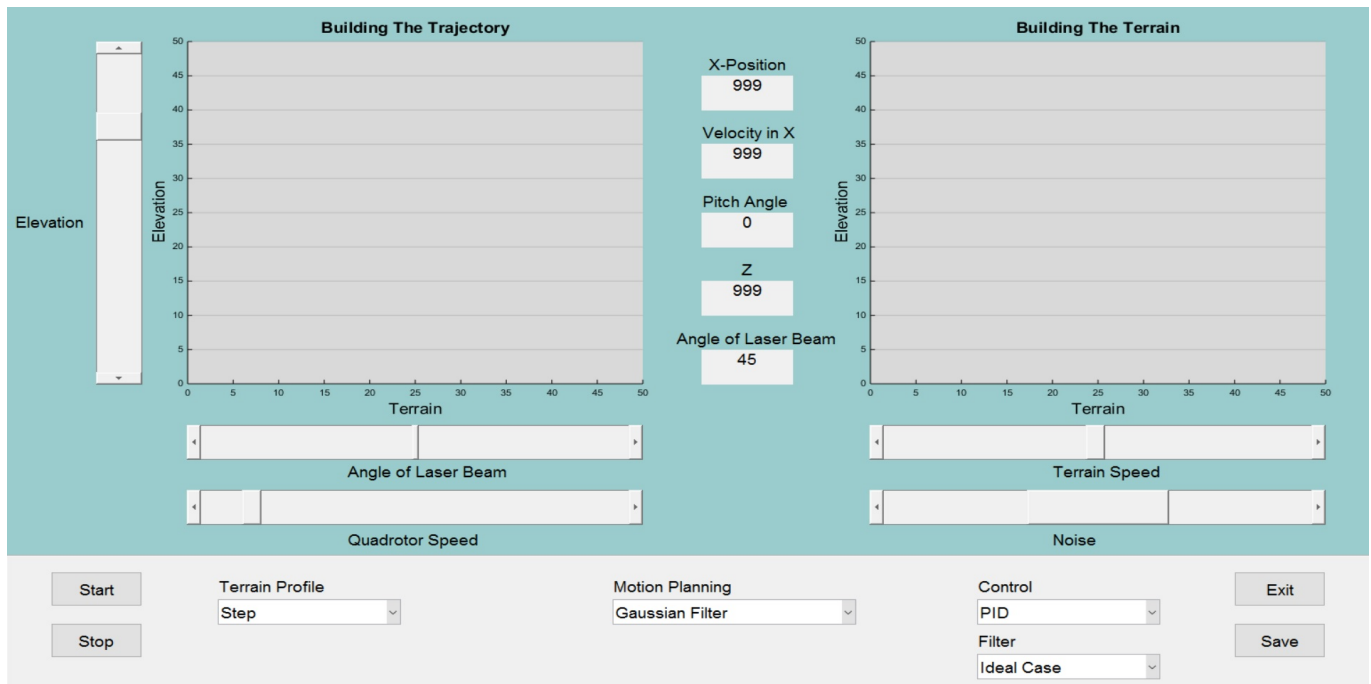 Building The Trajectory
50
45
40
35
30
25
20
15
10
5
0
Elevation
Elevation
0 5 10 15 20 25 30 35 40 45 50
Terrain
Angle of Laser Beam
Quadrotor Speed
X-Position
999
Velocity in X
999
Pitch Angle
0
Z
999
Angle of Laser Beam
45
Building The Terrain
50
45
40
35
30
25
20
15
10
5
0
Elevation
0 5 10 15 20 25 30 35 40 45 50
Terrain
Terrain Speed
Noise
Start
Stop
Terrain Profile
Step
Motion Planning
Gaussian Filter
Control
PID
Filter
Ideal Case
Exit
Save